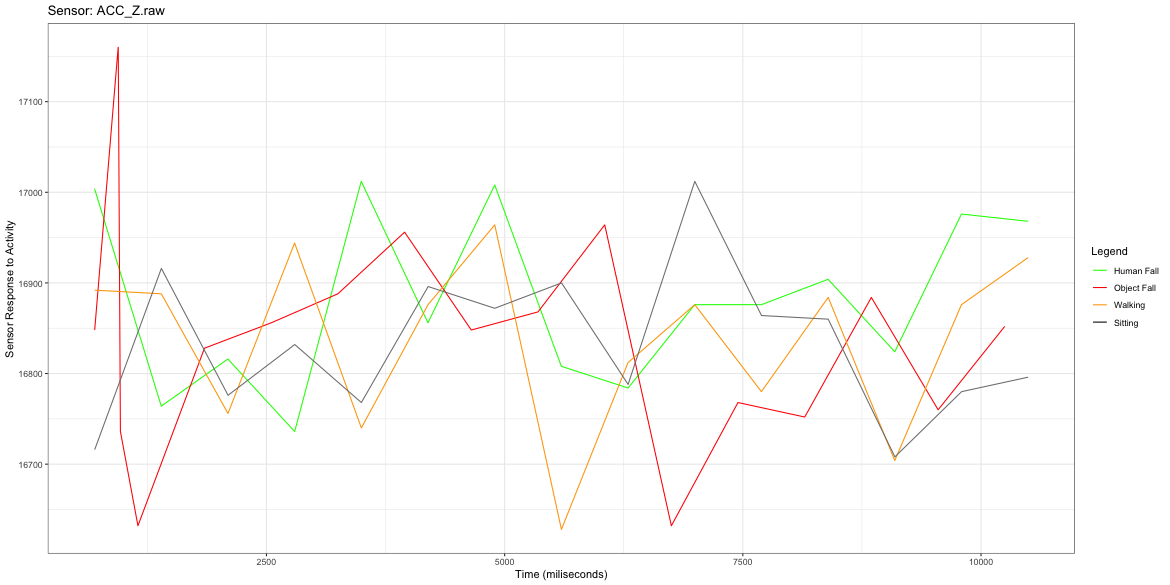 Sensor: ACC_Z.raw
Sensor Response to Activity
17100
17000
16900
16800
16700
2500
5000
7500
10000
Time (miliseconds)
Legend
Human Fall
Object Fall
Walking
Sitting